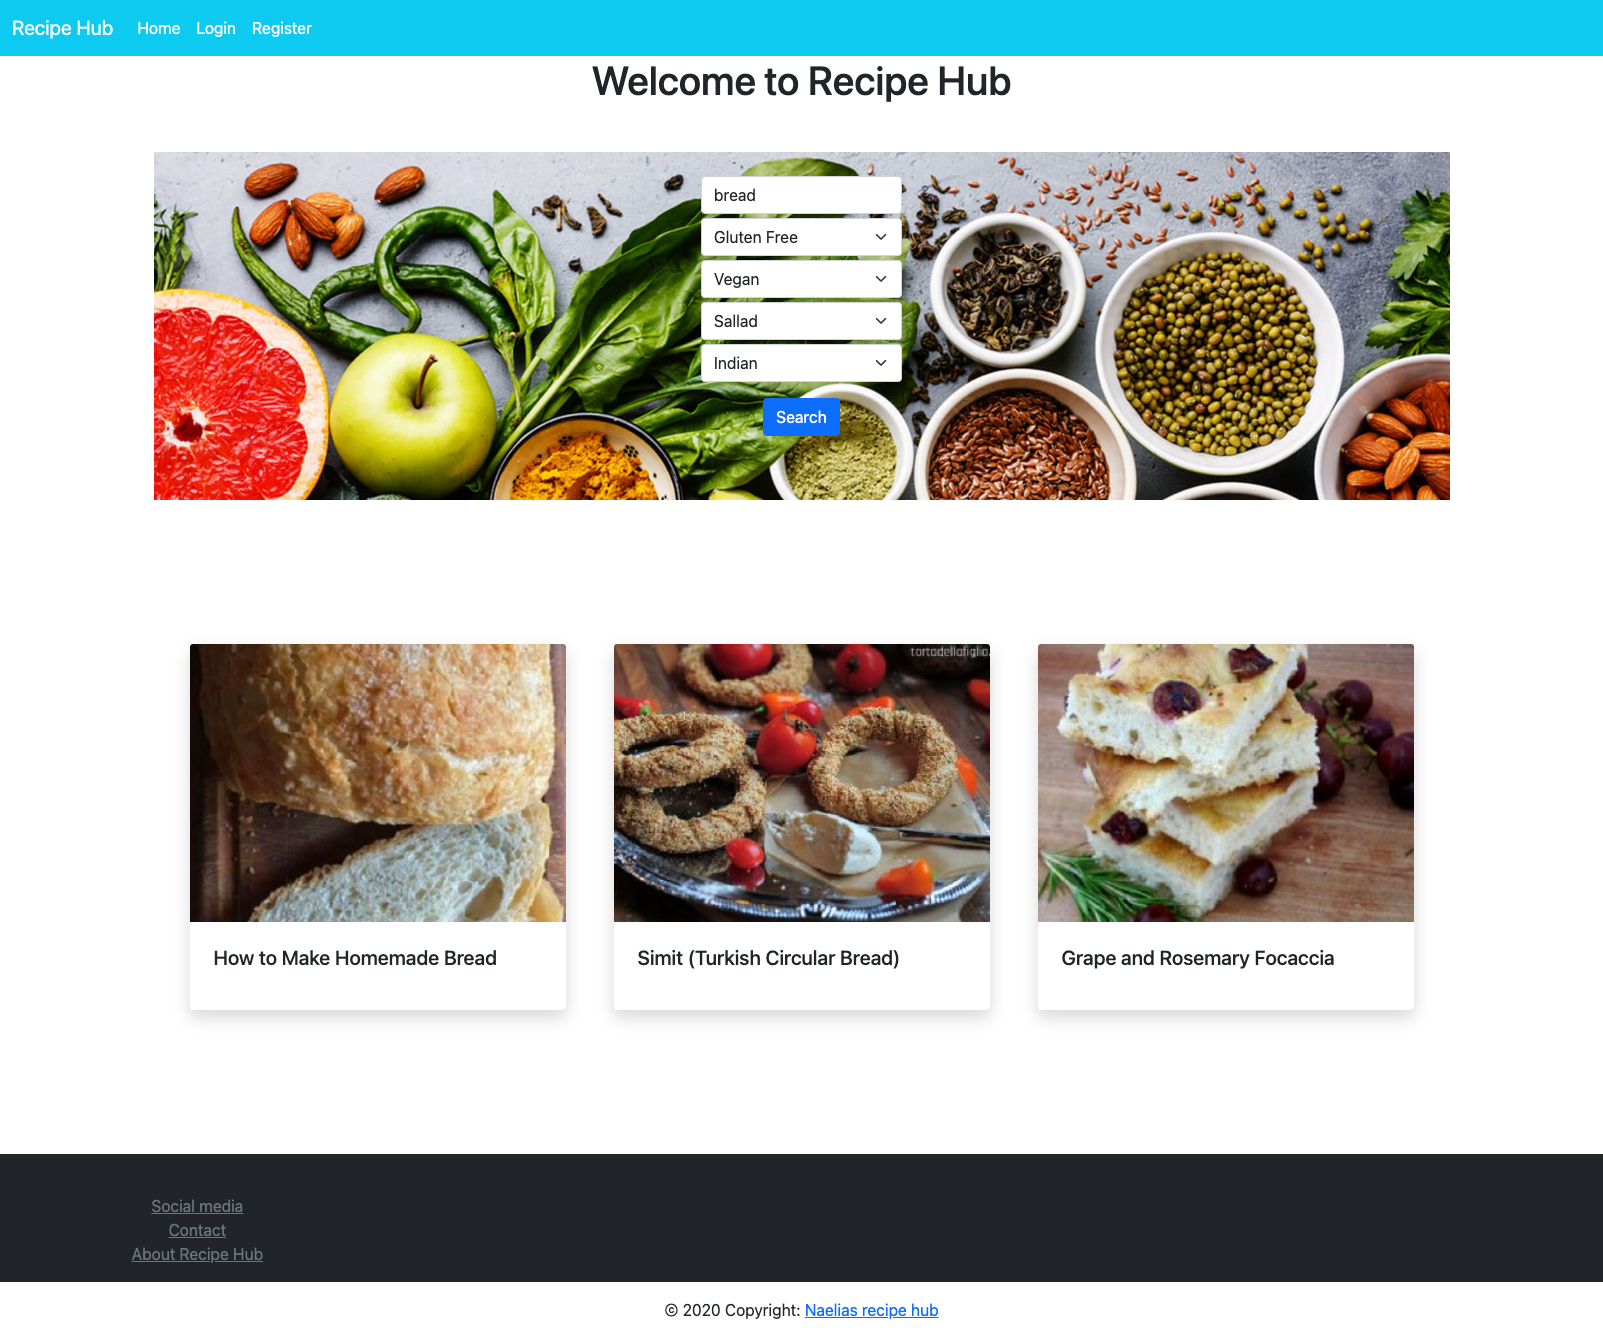 Recipe Hub Home Login Register
Welcome to Recipe Hub
bread
Gluten Free
Vegan
Sallad
Indian
Search
tortadellafiglia.
How to Make Homemade Bread
Simit (Turkish Circular Bread)
Grape and Rosemary Focaccia
Social media
Contact
About Recipe Hub
© 2020 Copyright: Naelias recipe hub